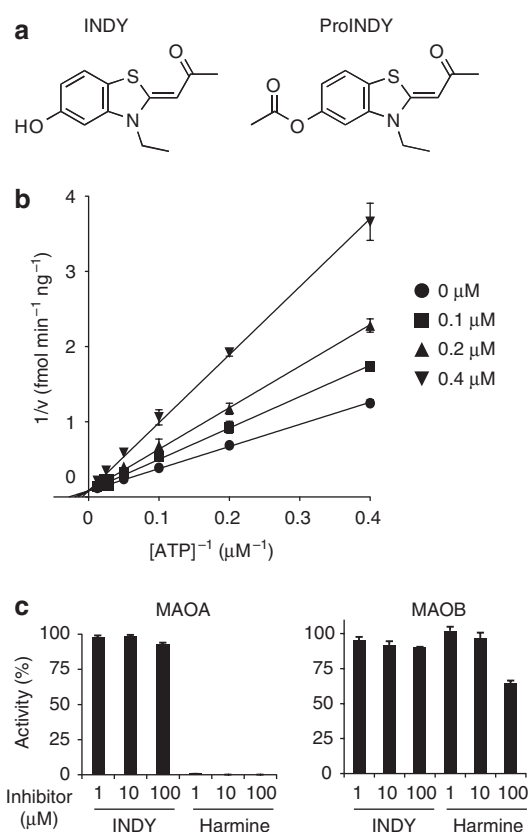 a
INDY
ProINDY
O
S
N
HO
O
S
N
O
O
b
4
3
2
1
0
1/v (fmol min⁻¹ ng⁻¹)
0
0.1
0.2
0.3
0.4
[ATP]⁻¹ (μM⁻¹)
0 μM
0.1 μM
0.2 μM
0.4 μM
c
MAOA
100
75
50
25
0
Activity (%)
1 10 100 1 10 100
Inhibitor (μM)
INDY
Harmine
MAOB
100
75
50
25
0
1 10 100 1 10 100
INDY
Harmine